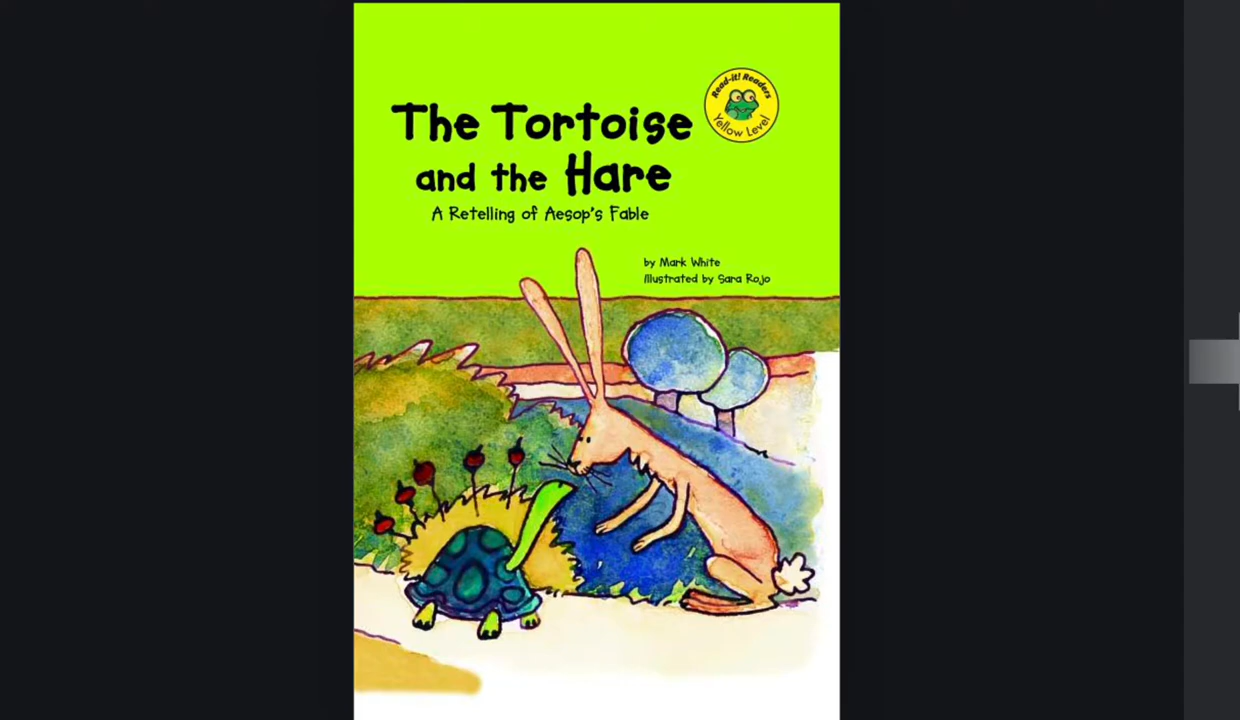 The Tortoise
and the Hare
A Retelling of Aesop's Fable
Read-it! Readers
Yellow Level
by Mark White
Illustrated by Sara Rojo